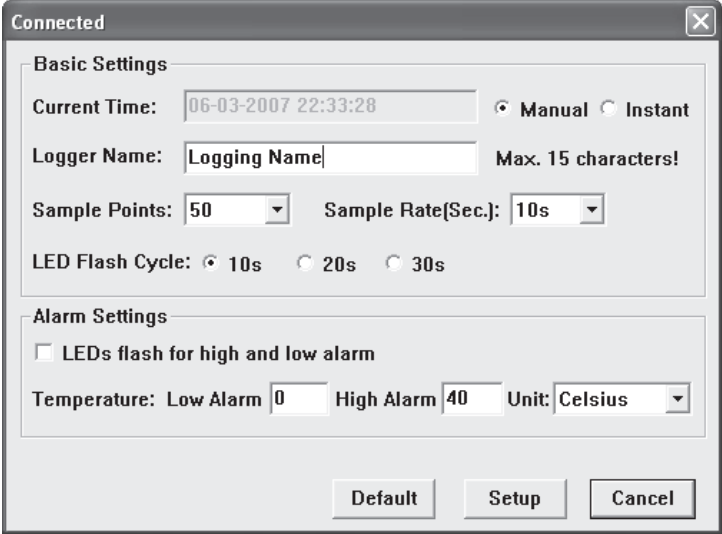 Connected
Basic Settings
Current Time: 06-03-2007 22:33:28 Manual Instant
Logger Name: Logging Name Max. 15 characters!
Sample Points: 50 Sample Rate(Sec.): 10s
LED Flash Cycle: 10s 20s 30s
Alarm Settings
LEDs flash for high and low alarm
Temperature: Low Alarm 0 High Alarm 40 Unit: Celsius
Default Setup Cancel